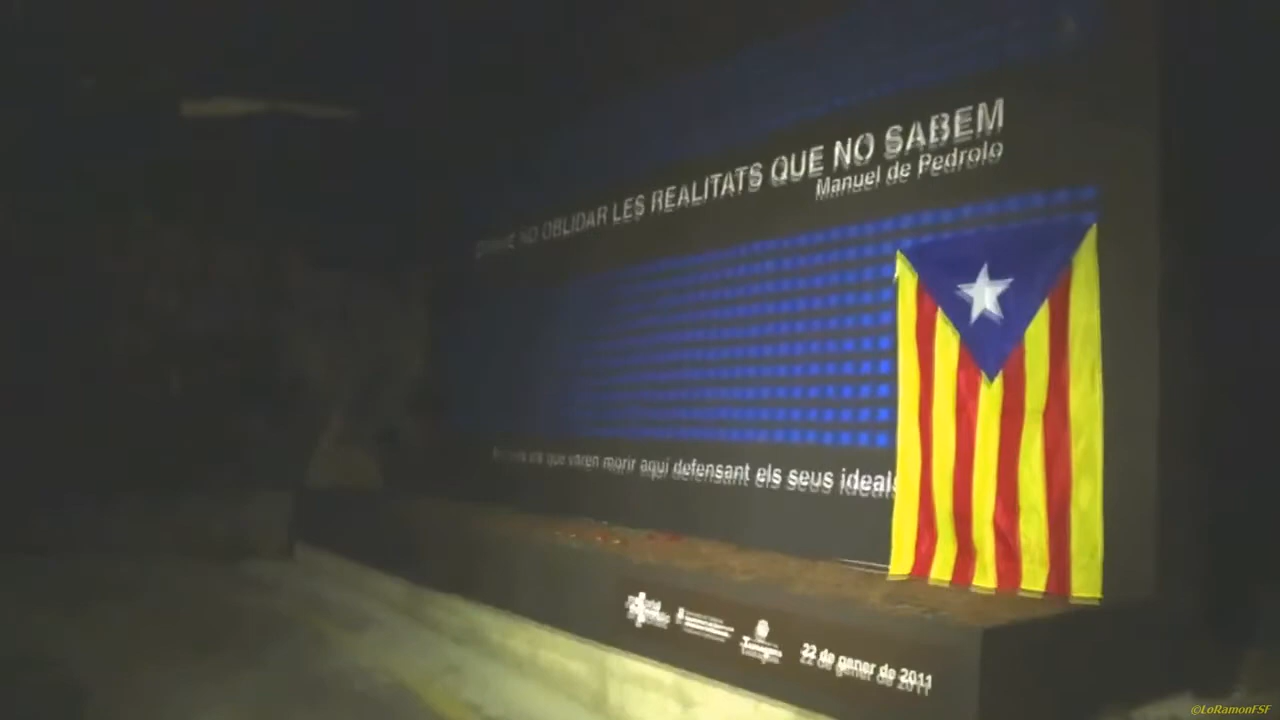 NO OBLIDAR LES REALITATS QUE NO SABEM
Manuel de Pedrolo
que varen morir aquí defensant els seus ideals
Tarragona
22 de gener de 2011
©LoRamonFSF